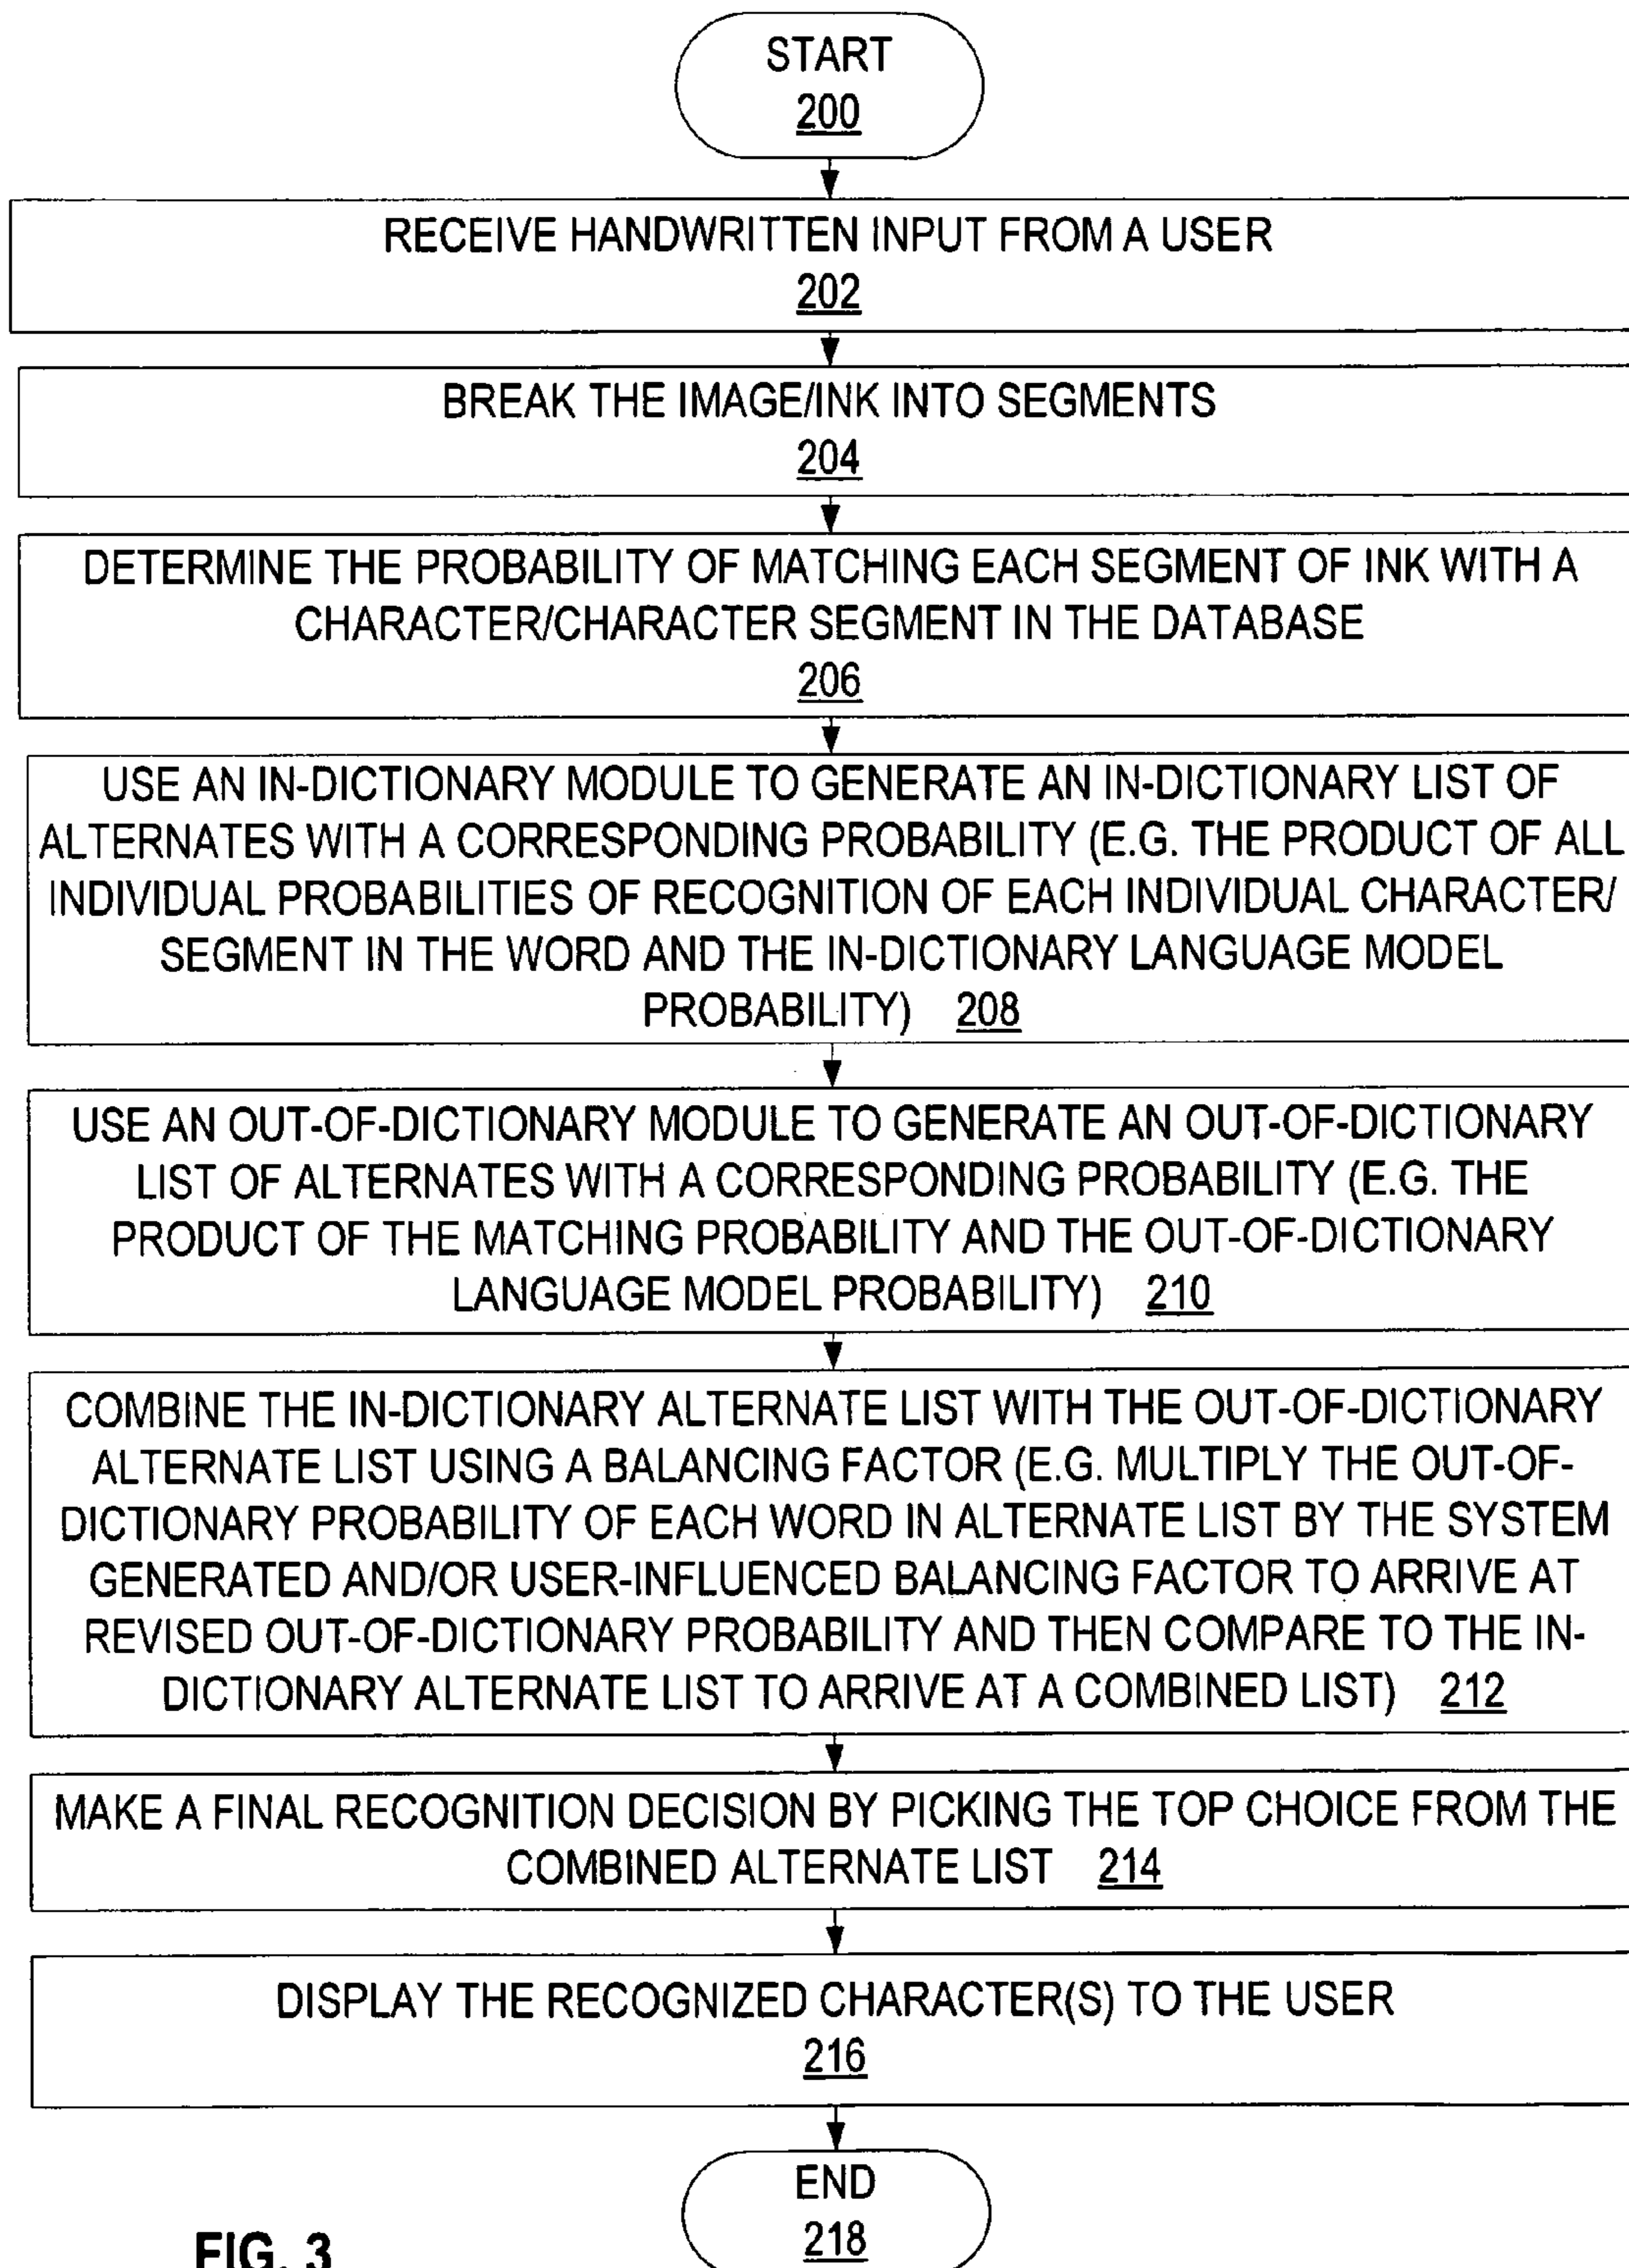 START
200
RECEIVE HANDWRITTEN INPUT FROM A USER
202
BREAK THE IMAGE/INK INTO SEGMENTS
204
DETERMINE THE PROBABILITY OF MATCHING EACH SEGMENT OF INK WITH A
CHARACTER/CHARACTER SEGMENT IN THE DATABASE
206
USE AN IN-DICTIONARY MODULE TO GENERATE AN IN-DICTIONARY LIST OF
ALTERNATES WITH A CORRESPONDING PROBABILITY (E.G. THE PRODUCT OF ALL
INDIVIDUAL PROBABILITIES OF RECOGNITION OF EACH INDIVIDUAL CHARACTER/
SEGMENT IN THE WORD AND THE IN-DICTIONARY LANGUAGE MODEL
PROBABILITY) 208
USE AN OUT-OF-DICTIONARY MODULE TO GENERATE AN OUT-OF-DICTIONARY
LIST OF ALTERNATES WITH A CORRESPONDING PROBABILITY (E.G. THE
PRODUCT OF THE MATCHING PROBABILITY AND THE OUT-OF-DICTIONARY
LANGUAGE MODEL PROBABILITY) 210
COMBINE THE IN-DICTIONARY ALTERNATE LIST WITH THE OUT-OF-DICTIONARY
ALTERNATE LIST USING A BALANCING FACTOR (E.G. MULTIPLY THE OUT-OF-
DICTIONARY PROBABILITY OF EACH WORD IN ALTERNATE LIST BY THE SYSTEM
GENERATED AND/OR USER-INFLUENCED BALANCING FACTOR TO ARRIVE AT
REVISED OUT-OF-DICTIONARY PROBABILITY AND THEN COMPARE TO THE IN-
DICTIONARY ALTERNATE LIST TO ARRIVE AT A COMBINED LIST) 212
MAKE A FINAL RECOGNITION DECISION BY PICKING THE TOP CHOICE FROM THE
COMBINED ALTERNATE LIST 214
DISPLAY THE RECOGNIZED CHARACTER(S) TO THE USER
216
END
218
FIG. 3